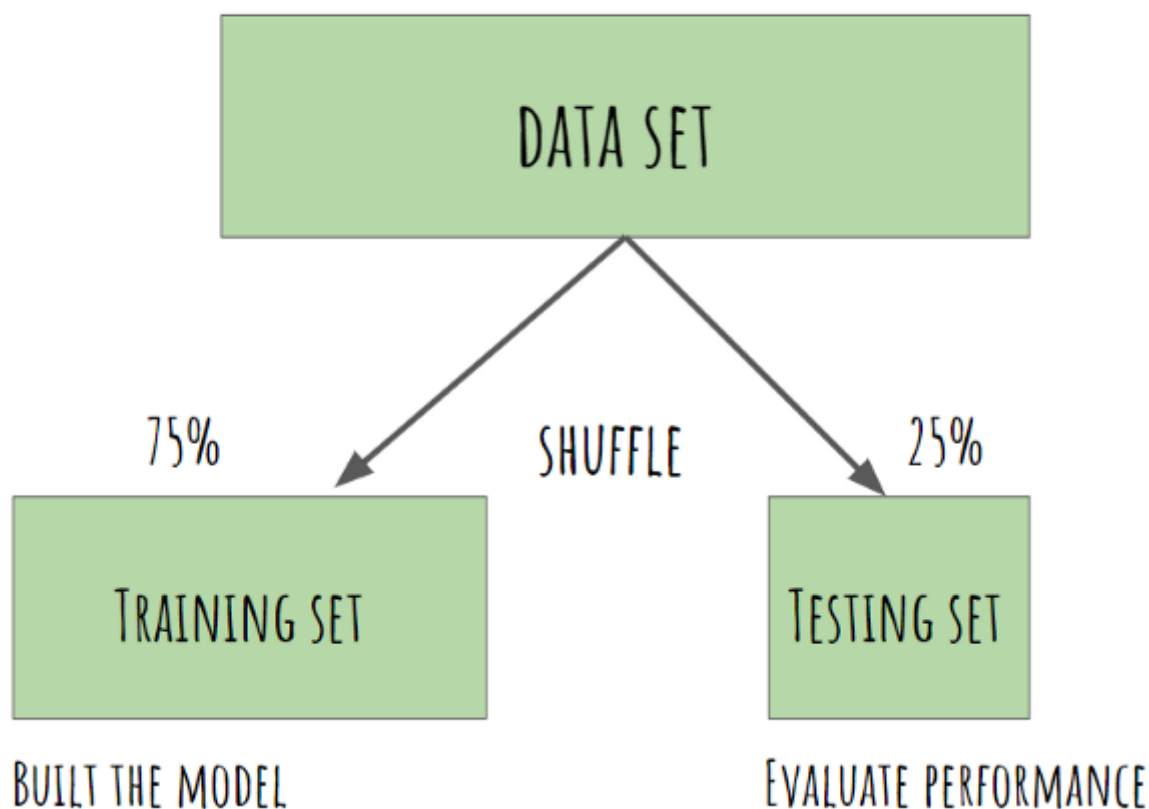 DATA SET
75%
SHUFFLE
25%
TRAINING SET
TESTING SET
BUILT THE MODEL
EVALUATE PERFORMANCE